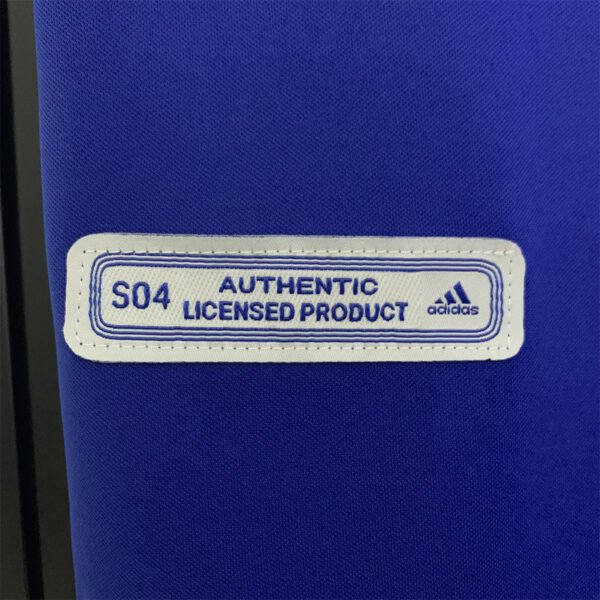 S04
AUTHENTIC
LICENSED PRODUCT
adidas